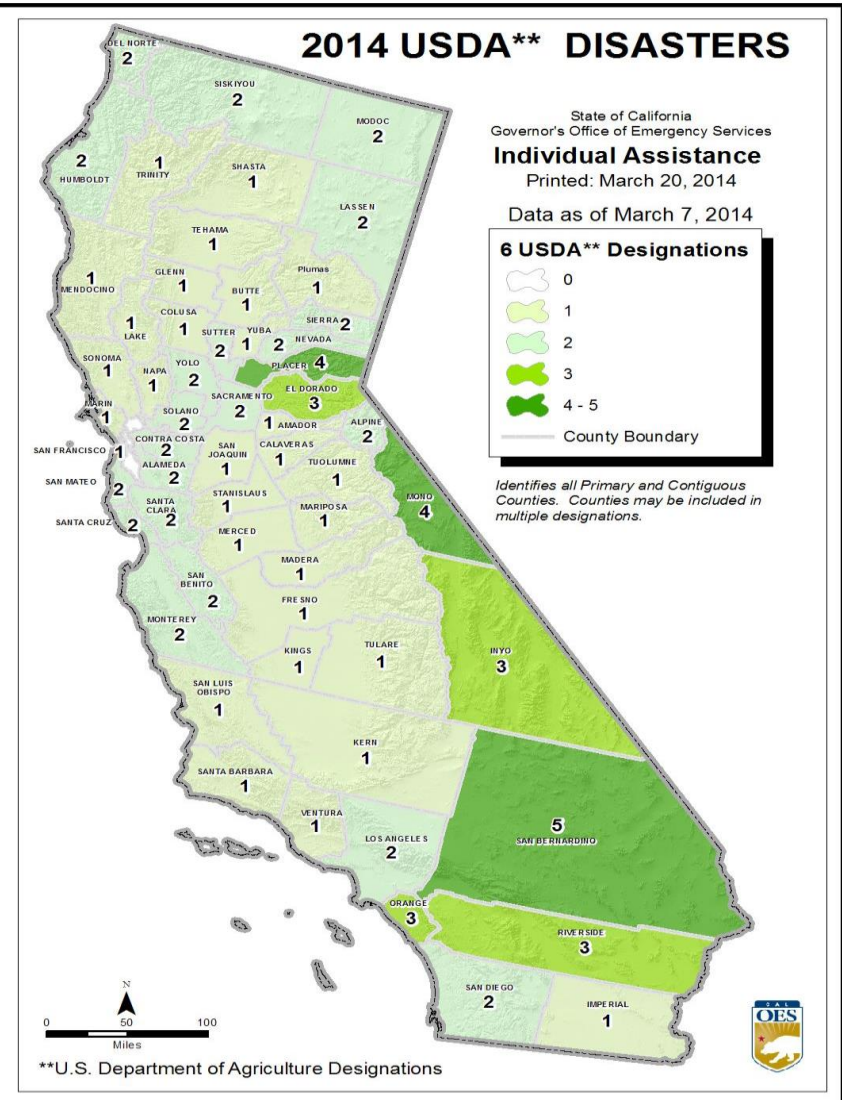 2014 USDA** DISASTERS
State of California
Governor's Office of Emergency Services
Individual Assistance
Printed: March 20, 2014
Data as of March 7, 2014
6 USDA** Designations
0
1
2
3
4 - 5
County Boundary
Identifies all Primary and Contiguous
Counties. Counties may be included in
multiple designations.
DEL NORTE
2
SISKIYOU
2
MODOC
2
2
HUMBOLDT
1
TRINITY
SHASTA
1
LASSEN
2
TEHAMA
1
Plumas
1
1
MENDOCINO
GLENN
1
BUTTE
1
1
LAKE
COLUSA
1
SUTTER
2
YUBA
1
SIERRA 2
NEVADA
2
PLACER 4
SONOMA
1
NAPA
1
YOLO
2
EL DORADO
3
MARIN
1
SOLANO
2
SACRAMENTO
2
1 AMADOR
ALPINE
2
SAN FRANCISCO 1
CONTRA COSTA
2
ALAMEDA
2
SAN
JOAQUIN
1
CALAVERAS
1
TUOLUMNE
1
MONO
4
SAN MATEO 2
SANTA
CLARA
2
STANISLAUS
1
MARIPOSA
1
SANTA CRUZ 2
MERCED
1
MADERA
1
SAN
BENITO
2
FRESNO
1
MONTEREY
2
KINGS
1
TULARE
1
INYO
3
SAN LUIS
OBISPO
1
KERN
1
SANTA BARBARA
1
VENTURA
1
LOS ANGELES
2
5
SAN BERNARDINO
ORANGE
3
RIVERSIDE
3
SAN DIEGO
2
IMPERIAL
1
N
0 50 100
Miles
**U.S. Department of Agriculture Designations
CAL
OES